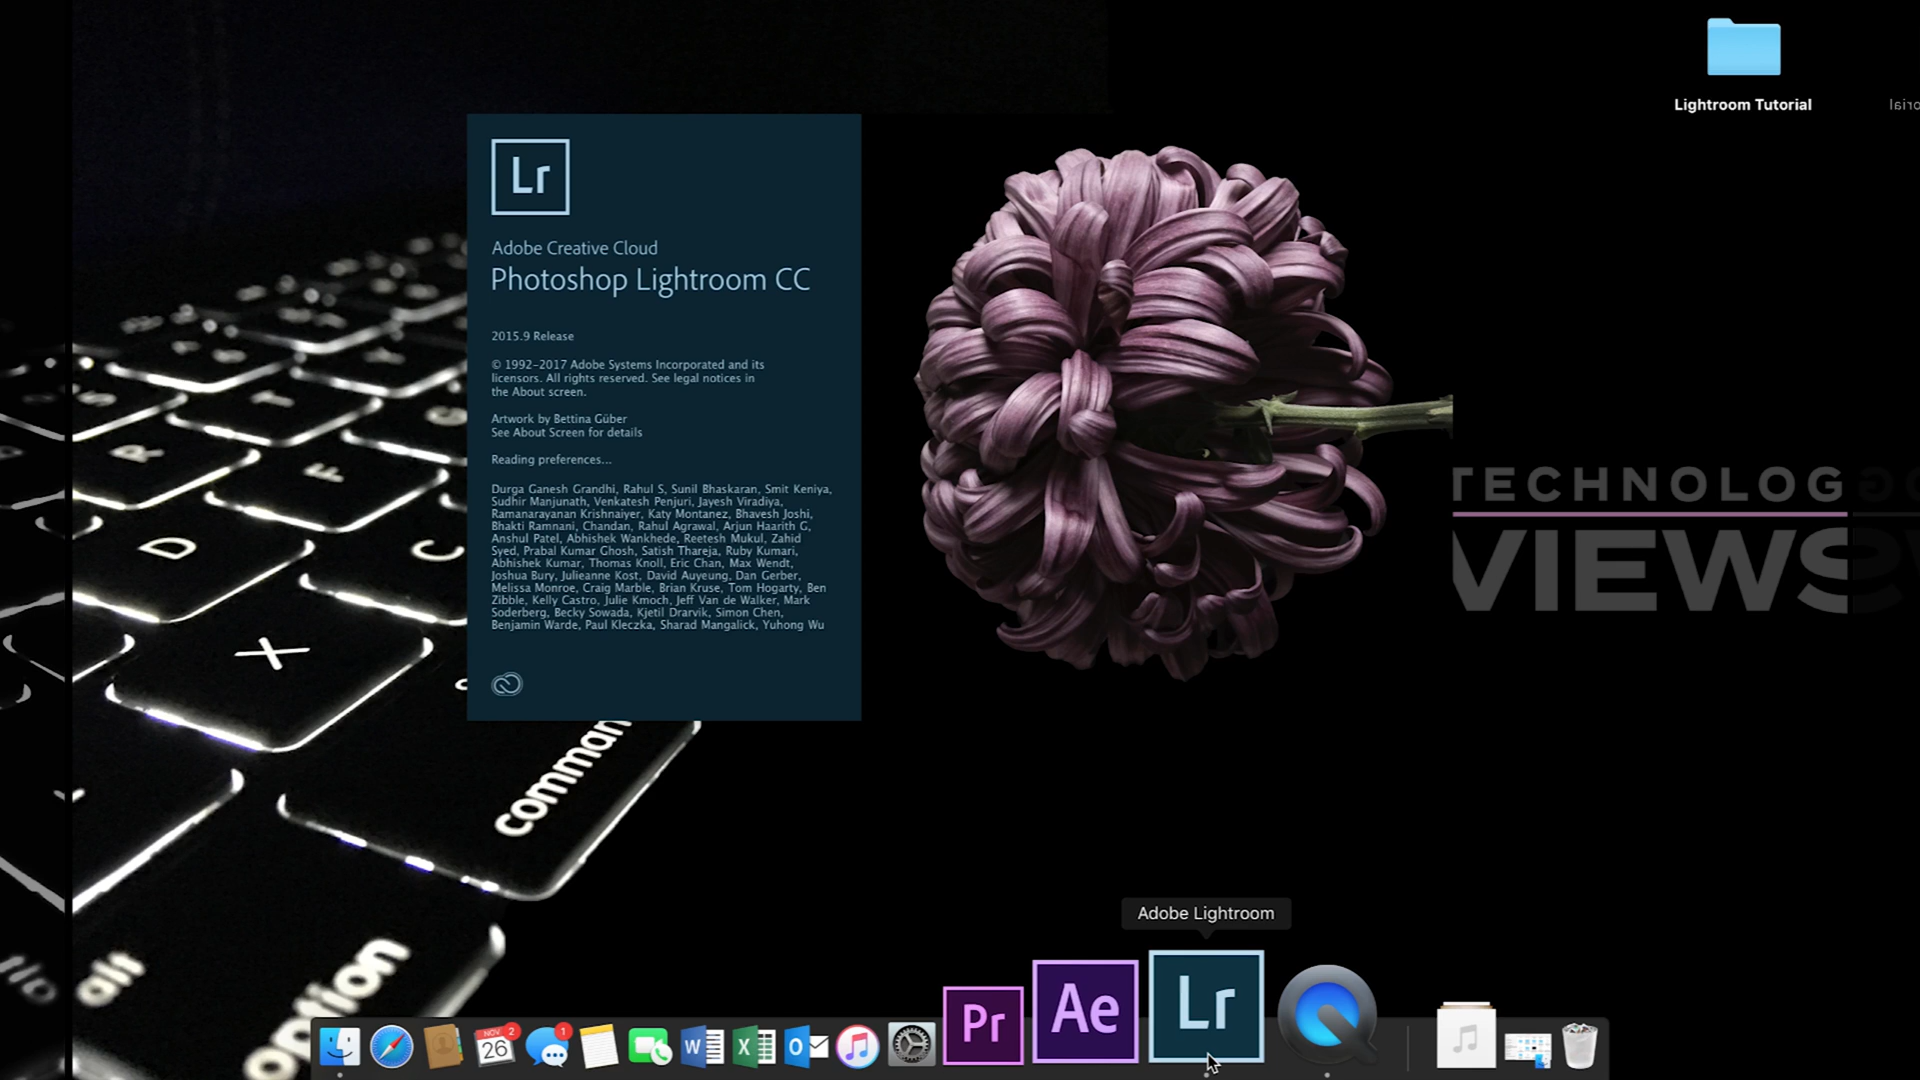 Lightroom Tutorial
Lr
Adobe Creative Cloud
Photoshop Lightroom CC
2015.9 Release
© 1992-2017 Adobe Systems Incorporated and its
licensors. All rights reserved. See legal notices in
the About screen.
Artwork by Bettina Güber
See About Screen for details
Reading preferences...
Durga Ganesh Grandhi, Rahul S, Sunil Bhaskaran, Smit Keniya,
Sudhir Manjunath, Venkatesh Penjuri, Jayesh Viradiya,
Ramanarayanan Krishnaiyer, Katy Montanez, Bhavesh Joshi,
Bhakti Ramnani, Chandan, Rahul Agrawal, Arjun Haarith G,
Anshul Patel, Abhishek Wankhede, Reetesh Mukul, Zahid
Syed, Prabal Kumar Ghosh, Satish Thareja, Ruby Kumari,
Abhishek Kumar, Thomas Knoll, Eric Chan, Max Wendt,
Joshua Bury, Julieanne Kost, David Auyeung, Dan Gerber,
Melissa Monroe, Craig Marble, Brian Kruse, Tom Hogarty, Ben
Zibble, Kelly Castro, Julie Kmoch, Jeff Van de Walker, Mark
Soderberg, Becky Sowada, Kjetil Drarvik, Simon Chen,
Benjamin Warde, Paul Kleczka, Sharad Mangalick, Yuhong Wu
TECHNOLOG
VIEWS
T
R
F
D
C
X
comman
alt
option
Adobe Lightroom
NOV
26
2
1
W
X
O
Pr
Ae
Lr